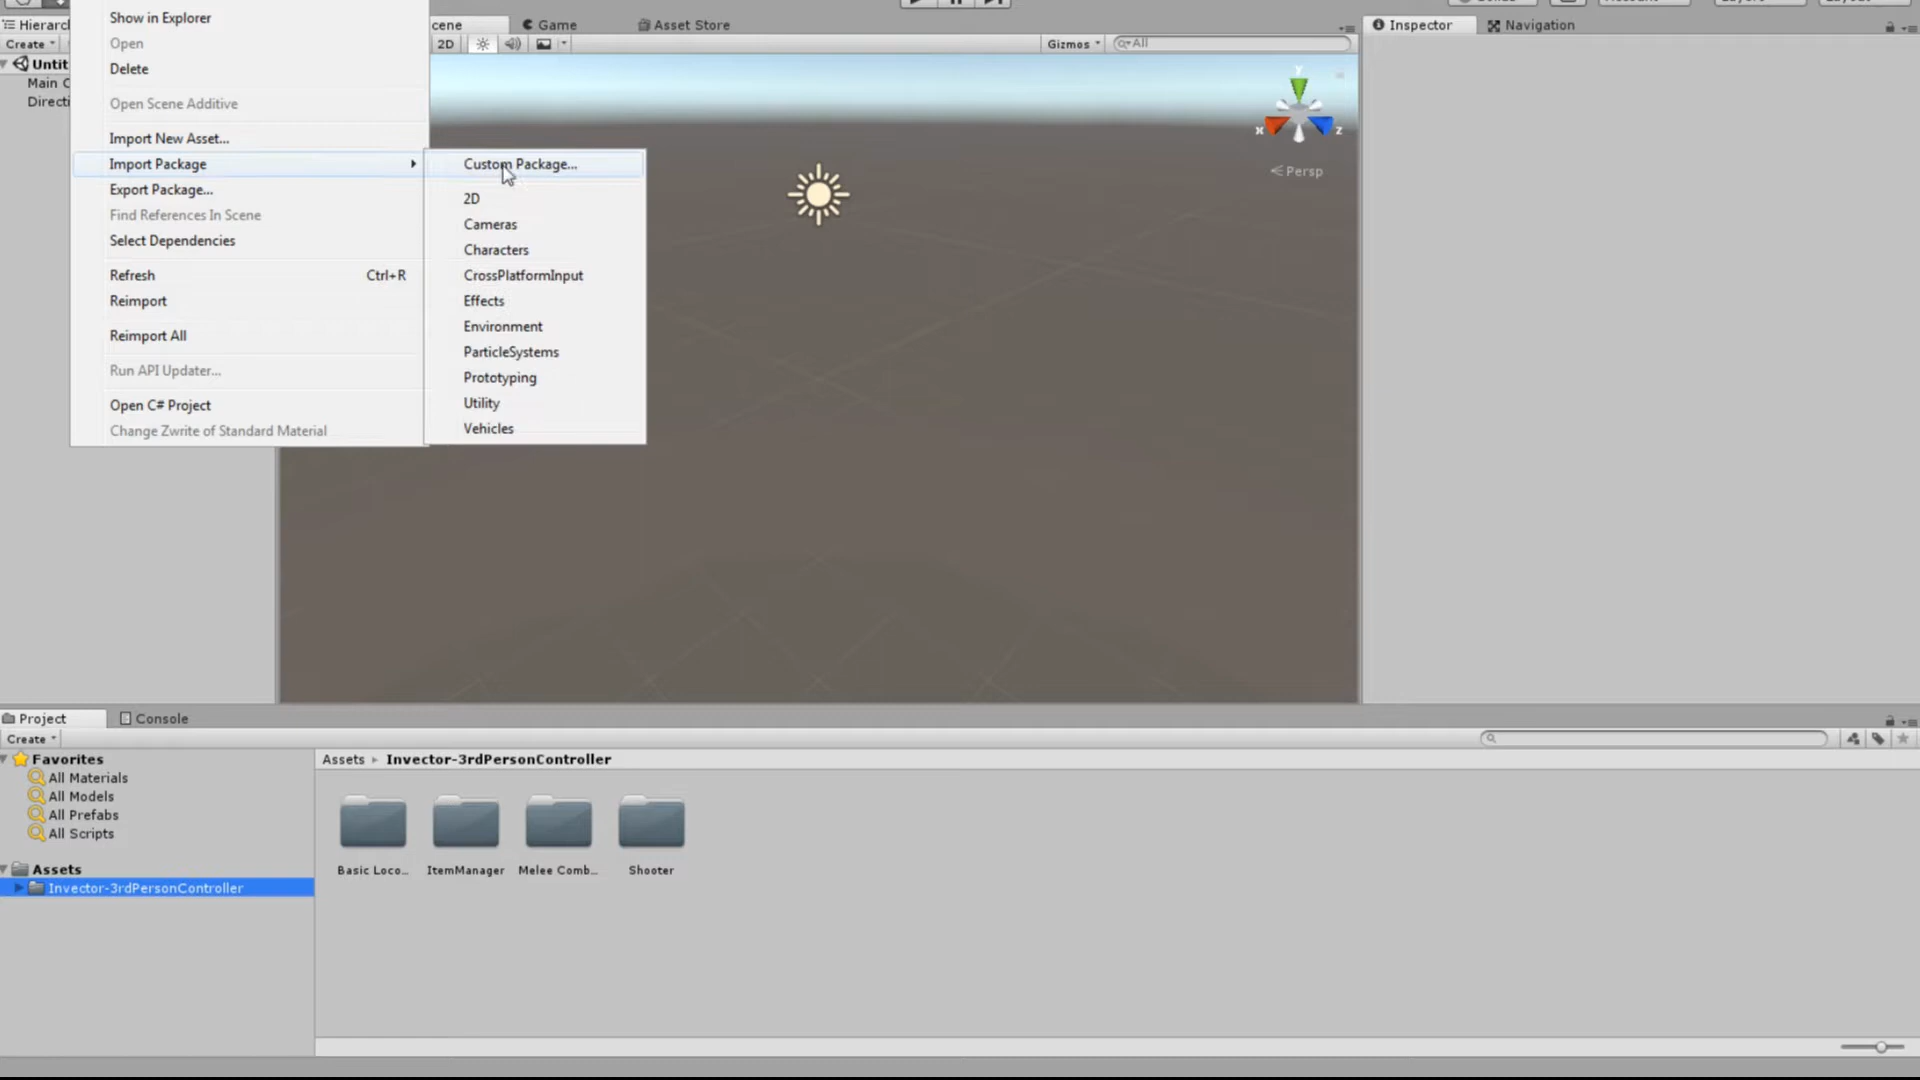 Show in Explorer
Open
Delete
Open Scene Additive
Import New Asset...
Import Package
Export Package...
Find References In Scene
Select Dependencies
Refresh Ctrl+R
Reimport
Reimport All
Run API Updater...
Open C# Project
Change Zwrite of Standard Material
Custom Package...
2D
Cameras
Characters
CrossPlatformInput
Effects
Environment
ParticleSystems
Prototyping
Utility
Vehicles
Hierarc
Create
Untit
Main C
Directi
cene
Game
Asset Store
2D
Gizmos
All
y
x
z
Persp
Inspector
Navigation
Project
Console
Create
Favorites
All Materials
All Models
All Prefabs
All Scripts
Assets
Invector-3rdPersonController
Assets Invector-3rdPersonController
Basic Loco...
ItemManager
Melee Comb...
Shooter